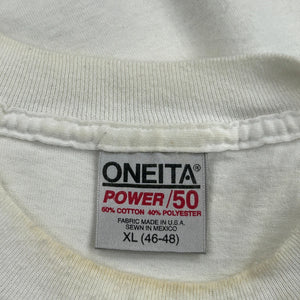 ONEITA®
POWER/50
60% COTTON 40% POLYESTER
FABRIC MADE IN U.S.A.
SEWN IN MEXICO
XL (46-48)